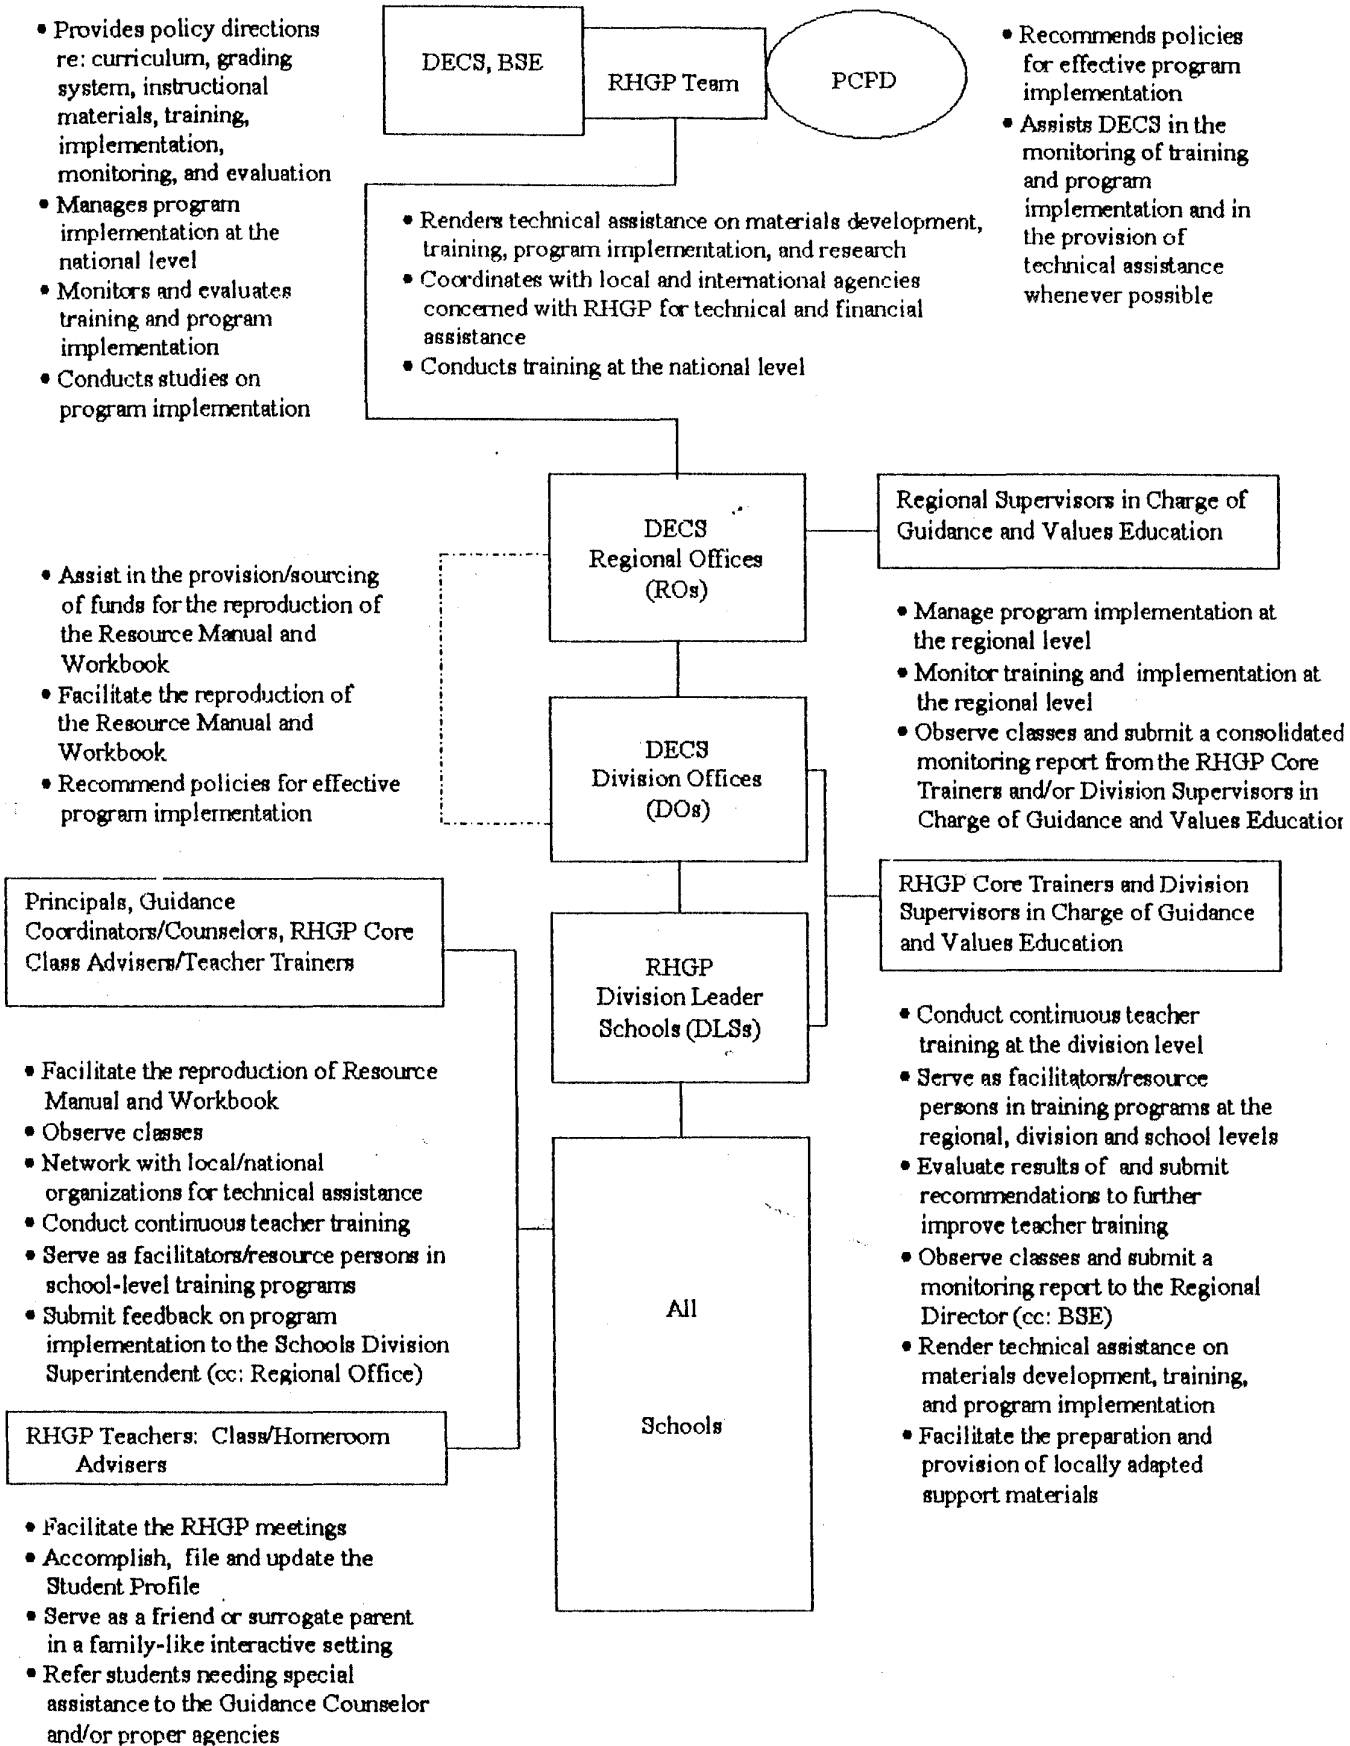 • Provides policy directions
re: curriculum, grading
system, instructional
materials, training,
implementation,
monitoring, and evaluation
• Manages program
implementation at the
national level
• Monitors and evaluates
training and program
implementation
• Conducts studies on
program implementation
DECS, BSE
RHGP Team
PCPD
• Recommends policies
for effective program
implementation
• Assists DECS in the
monitoring of training
and program
implementation and in
the provision of
technical assistance
whenever possible
• Renders technical assistance on materials development,
training, program implementation, and research
• Coordinates with local and international agencies
concerned with RHGP for technical and financial
assistance
• Conducts training at the national level
DECS
Regional Offices
(ROs)
Regional Supervisors in Charge of
Guidance and Values Education
• Assist in the provision/sourcing
of funds for the reproduction of
the Resource Manual and
Workbook
• Facilitate the reproduction of
the Resource Manual and
Workbook
• Recommend policies for effective
program implementation
• Manage program implementation at
the regional level
• Monitor training and implementation at
the regional level
• Observe classes and submit a consolidated
monitoring report from the RHGP Core
Trainers and/or Division Supervisors in
Charge of Guidance and Values Education
DECS
Division Offices
(DOs)
Principals, Guidance
Coordinators/Counselors, RHGP Core
Class Advisers/Teacher Trainers
RHGP Core Trainers and Division
Supervisors in Charge of Guidance
and Values Education
RHGP
Division Leader
Schools (DLSs)
• Facilitate the reproduction of Resource
Manual and Workbook
• Observe classes
• Network with local/national
organizations for technical assistance
• Conduct continuous teacher training
• Serve as facilitators/resource persons in
school-level training programs
• Submit feedback on program
implementation to the Schools Division
Superintendent (cc: Regional Office)
All
Schools
• Conduct continuous teacher
training at the division level
• Serve as facilitators/resource
persons in training programs at the
regional, division and school levels
• Evaluate results of and submit
recommendations to further
improve teacher training
• Observe classes and submit a
monitoring report to the Regional
Director (cc: BSE)
• Render technical assistance on
materials development, training,
and program implementation
• Facilitate the preparation and
provision of locally adapted
support materials
RHGP Teachers: Class/Homeroom
Advisers
• Facilitate the RHGP meetings
• Accomplish, file and update the
Student Profile
• Serve as a friend or surrogate parent
in a family-like interactive setting
• Refer students needing special
assistance to the Guidance Counselor
and/or proper agencies